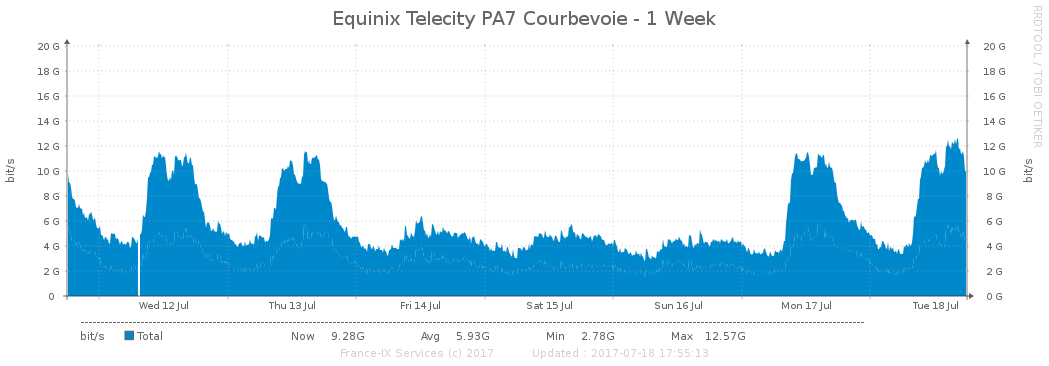 Equinix Telecity PA7 Courbevoie - 1 Week
RRDTOOL / TOBI OETIKER
bit/s
20 G 20 G
18 G 18 G
16 G 16 G
14 G 14 G
12 G 12 G
10 G 10 G
8 G 8 G
6 G 6 G
4 G 4 G
2 G 2 G
0 0 G
bit/s
Wed 12 Jul Thu 13 Jul Fri 14 Jul Sat 15 Jul Sun 16 Jul Mon 17 Jul Tue 18 Jul
bit/s Total Now 9.28G Avg 5.93G Min 2.78G Max 12.57G
France-IX Services (c) 2017 Updated : 2017-07-18 17:55:13